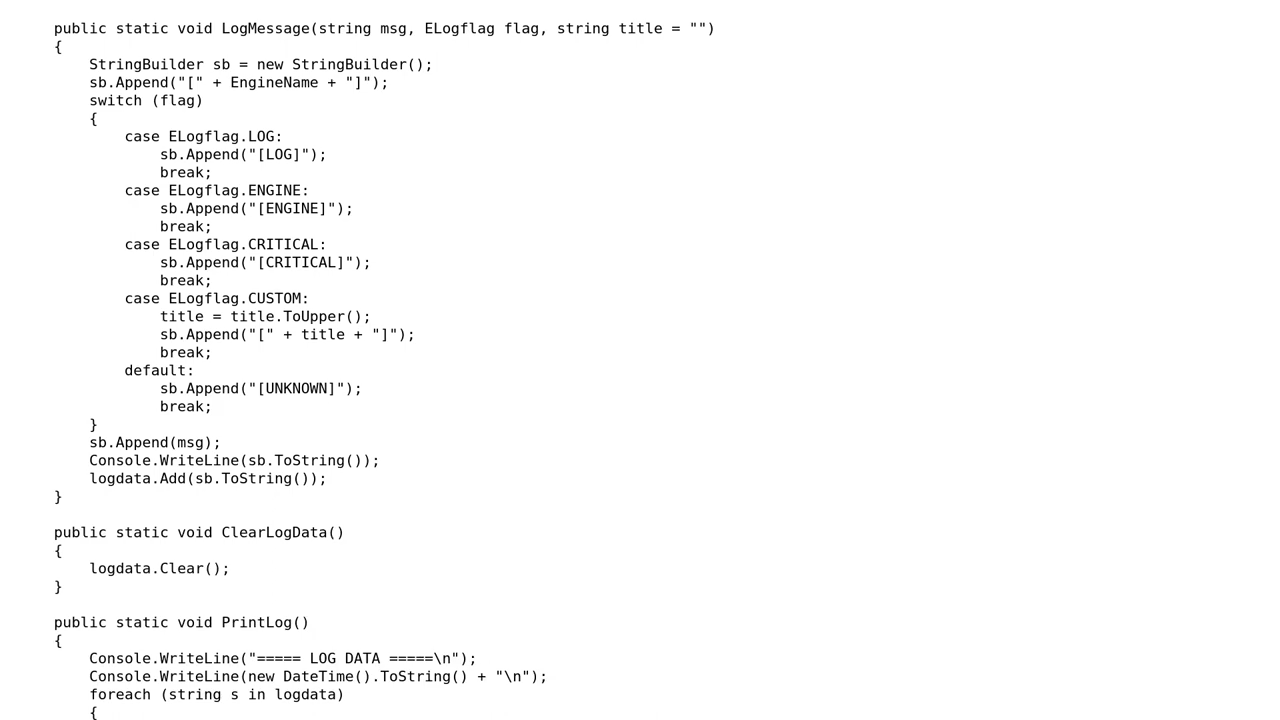 public static void LogMessage(string msg, ELogflag flag, string title = "")
{
    StringBuilder sb = new StringBuilder();
    sb.Append("[" + EngineName + "]");
    switch (flag)
    {
        case ELogflag.LOG:
            sb.Append("[LOG]");
            break;
        case ELogflag.ENGINE:
            sb.Append("[ENGINE]");
            break;
        case ELogflag.CRITICAL:
            sb.Append("[CRITICAL]");
            break;
        case ELogflag.CUSTOM:
            title = title.ToUpper();
            sb.Append("[" + title + "]");
            break;
        default:
            sb.Append("[UNKNOWN]");
            break;
    }
    sb.Append(msg);
    Console.WriteLine(sb.ToString());
    logdata.Add(sb.ToString());
}

public static void ClearLogData()
{
    logdata.Clear();
}

public static void PrintLog()
{
    Console.WriteLine("===== LOG DATA =====\n");
    Console.WriteLine(new DateTime().ToString() + "\n");
    foreach (string s in logdata)
    {